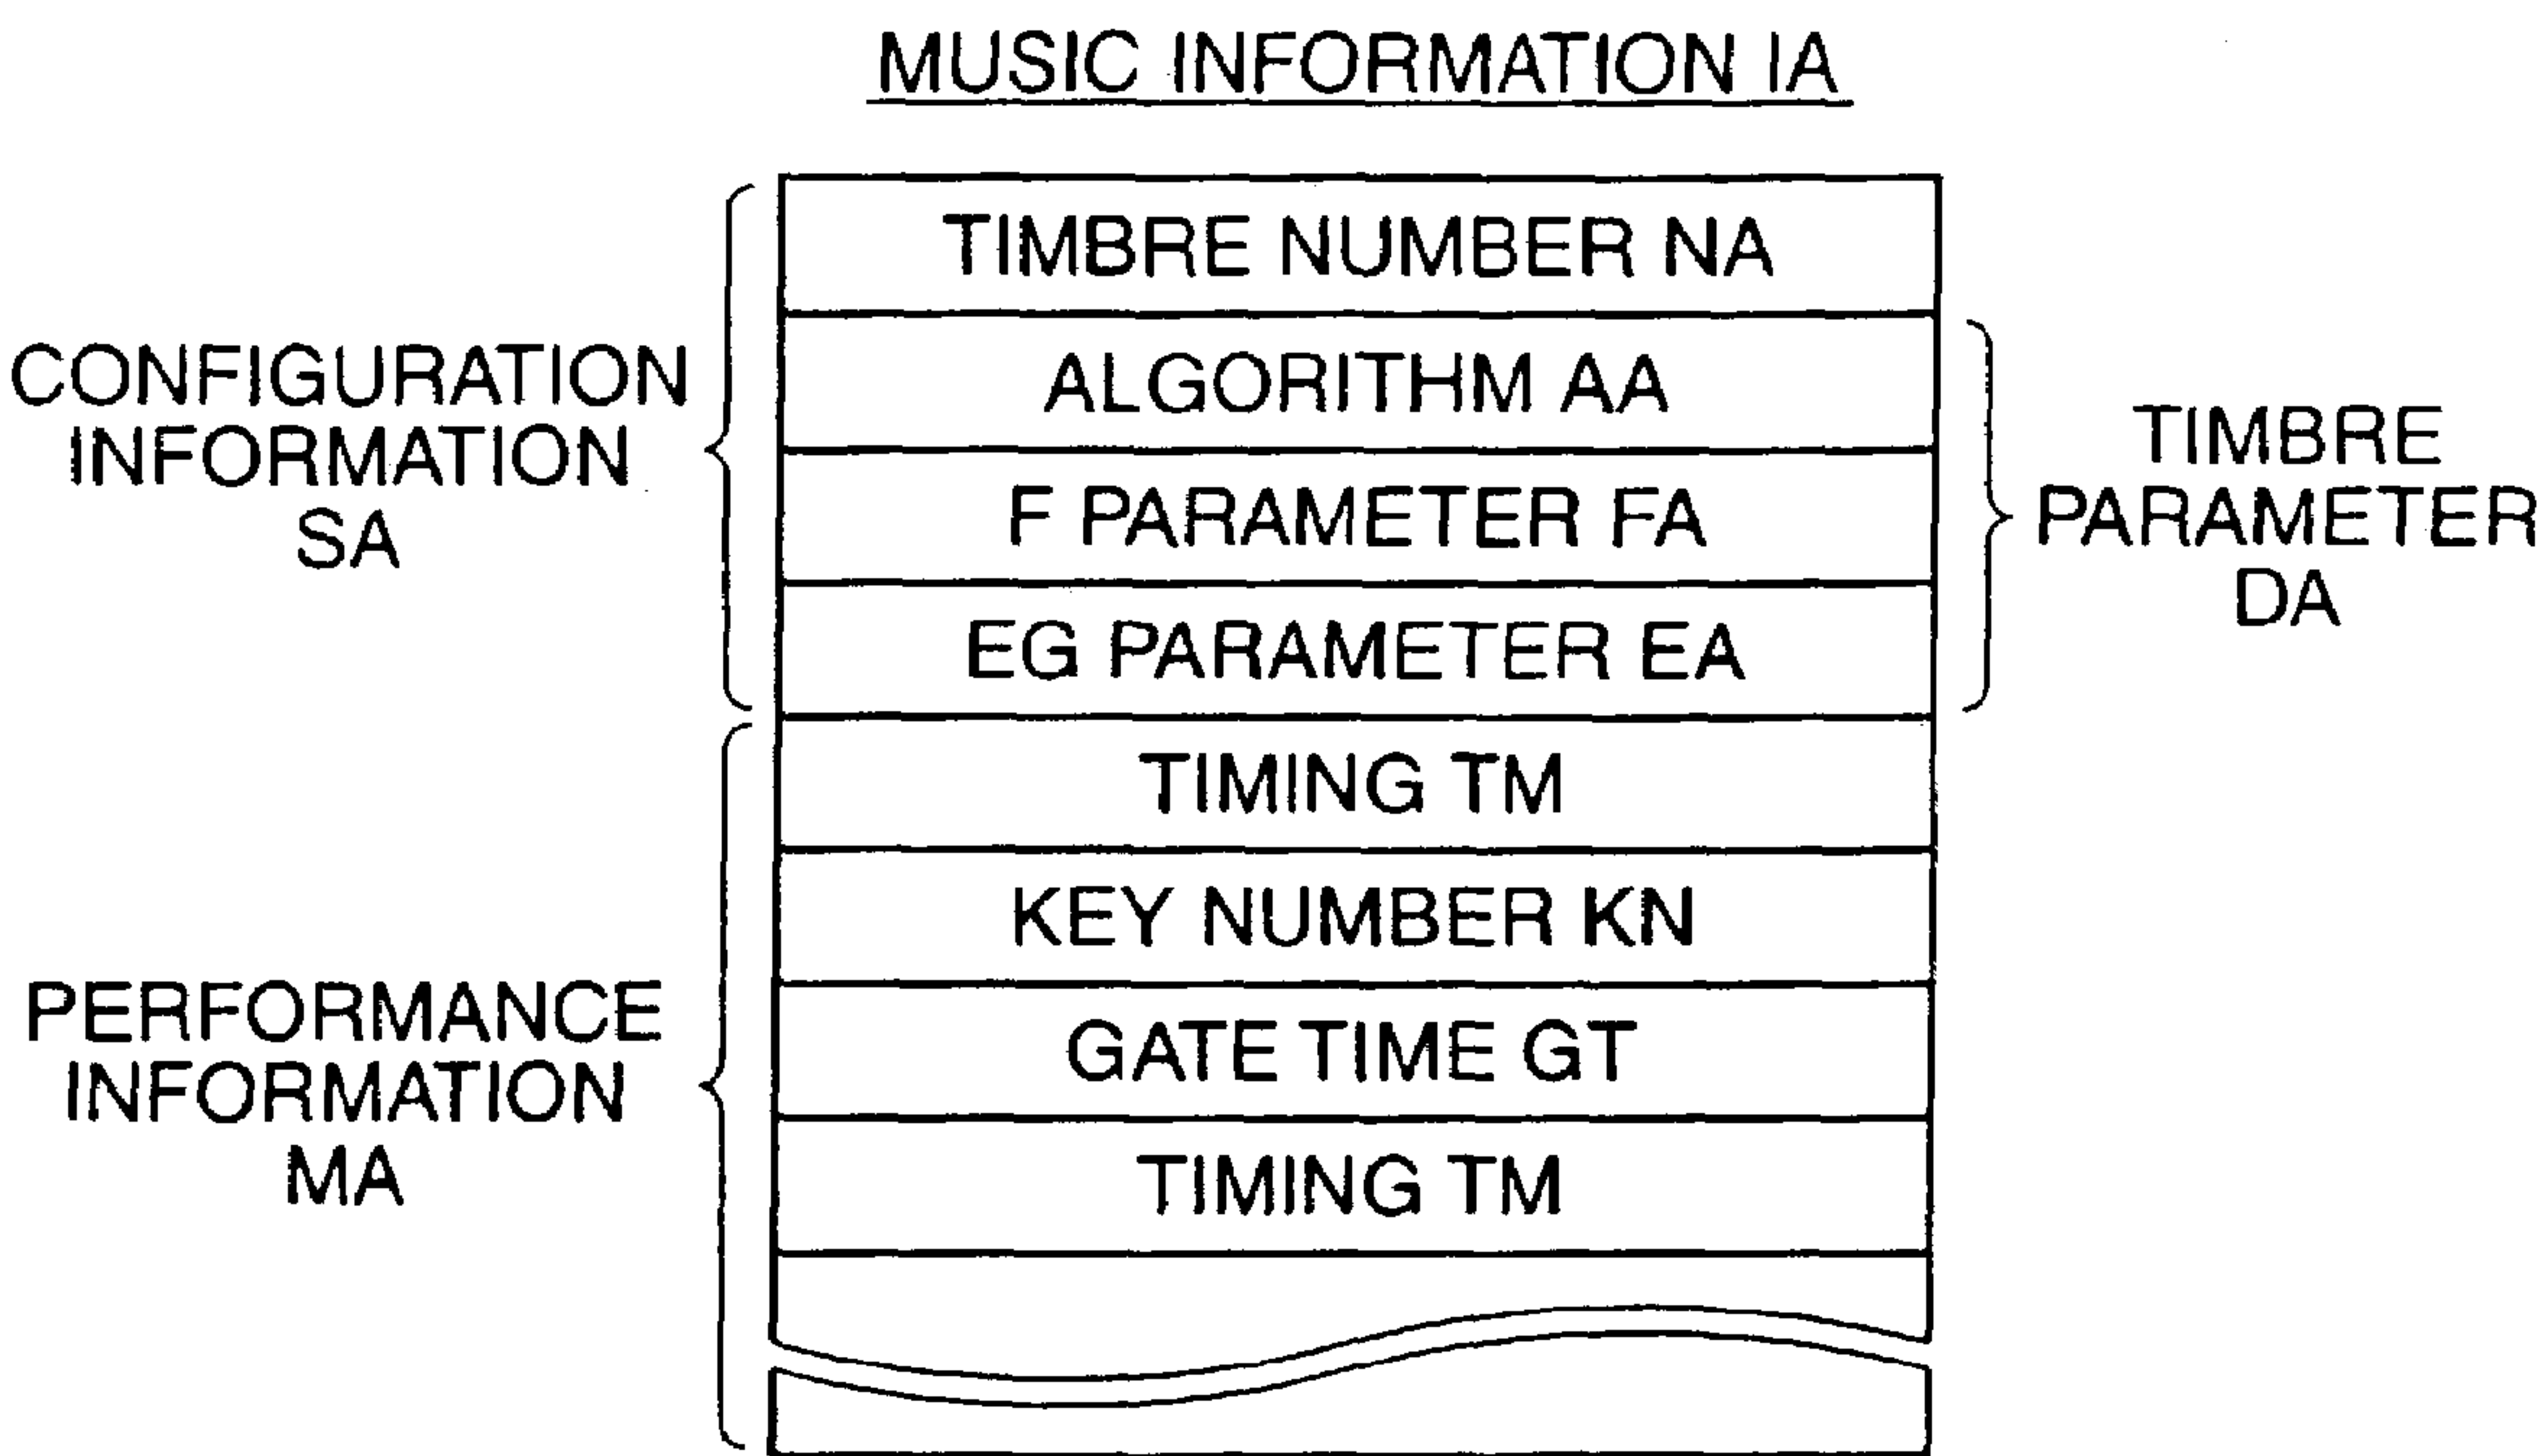 MUSIC INFORMATION IA
CONFIGURATION
INFORMATION
SA
TIMBRE NUMBER NA
ALGORITHM AA
F PARAMETER FA
EG PARAMETER EA
TIMBRE
PARAMETER
DA
PERFORMANCE
INFORMATION
MA
TIMING TM
KEY NUMBER KN
GATE TIME GT
TIMING TM